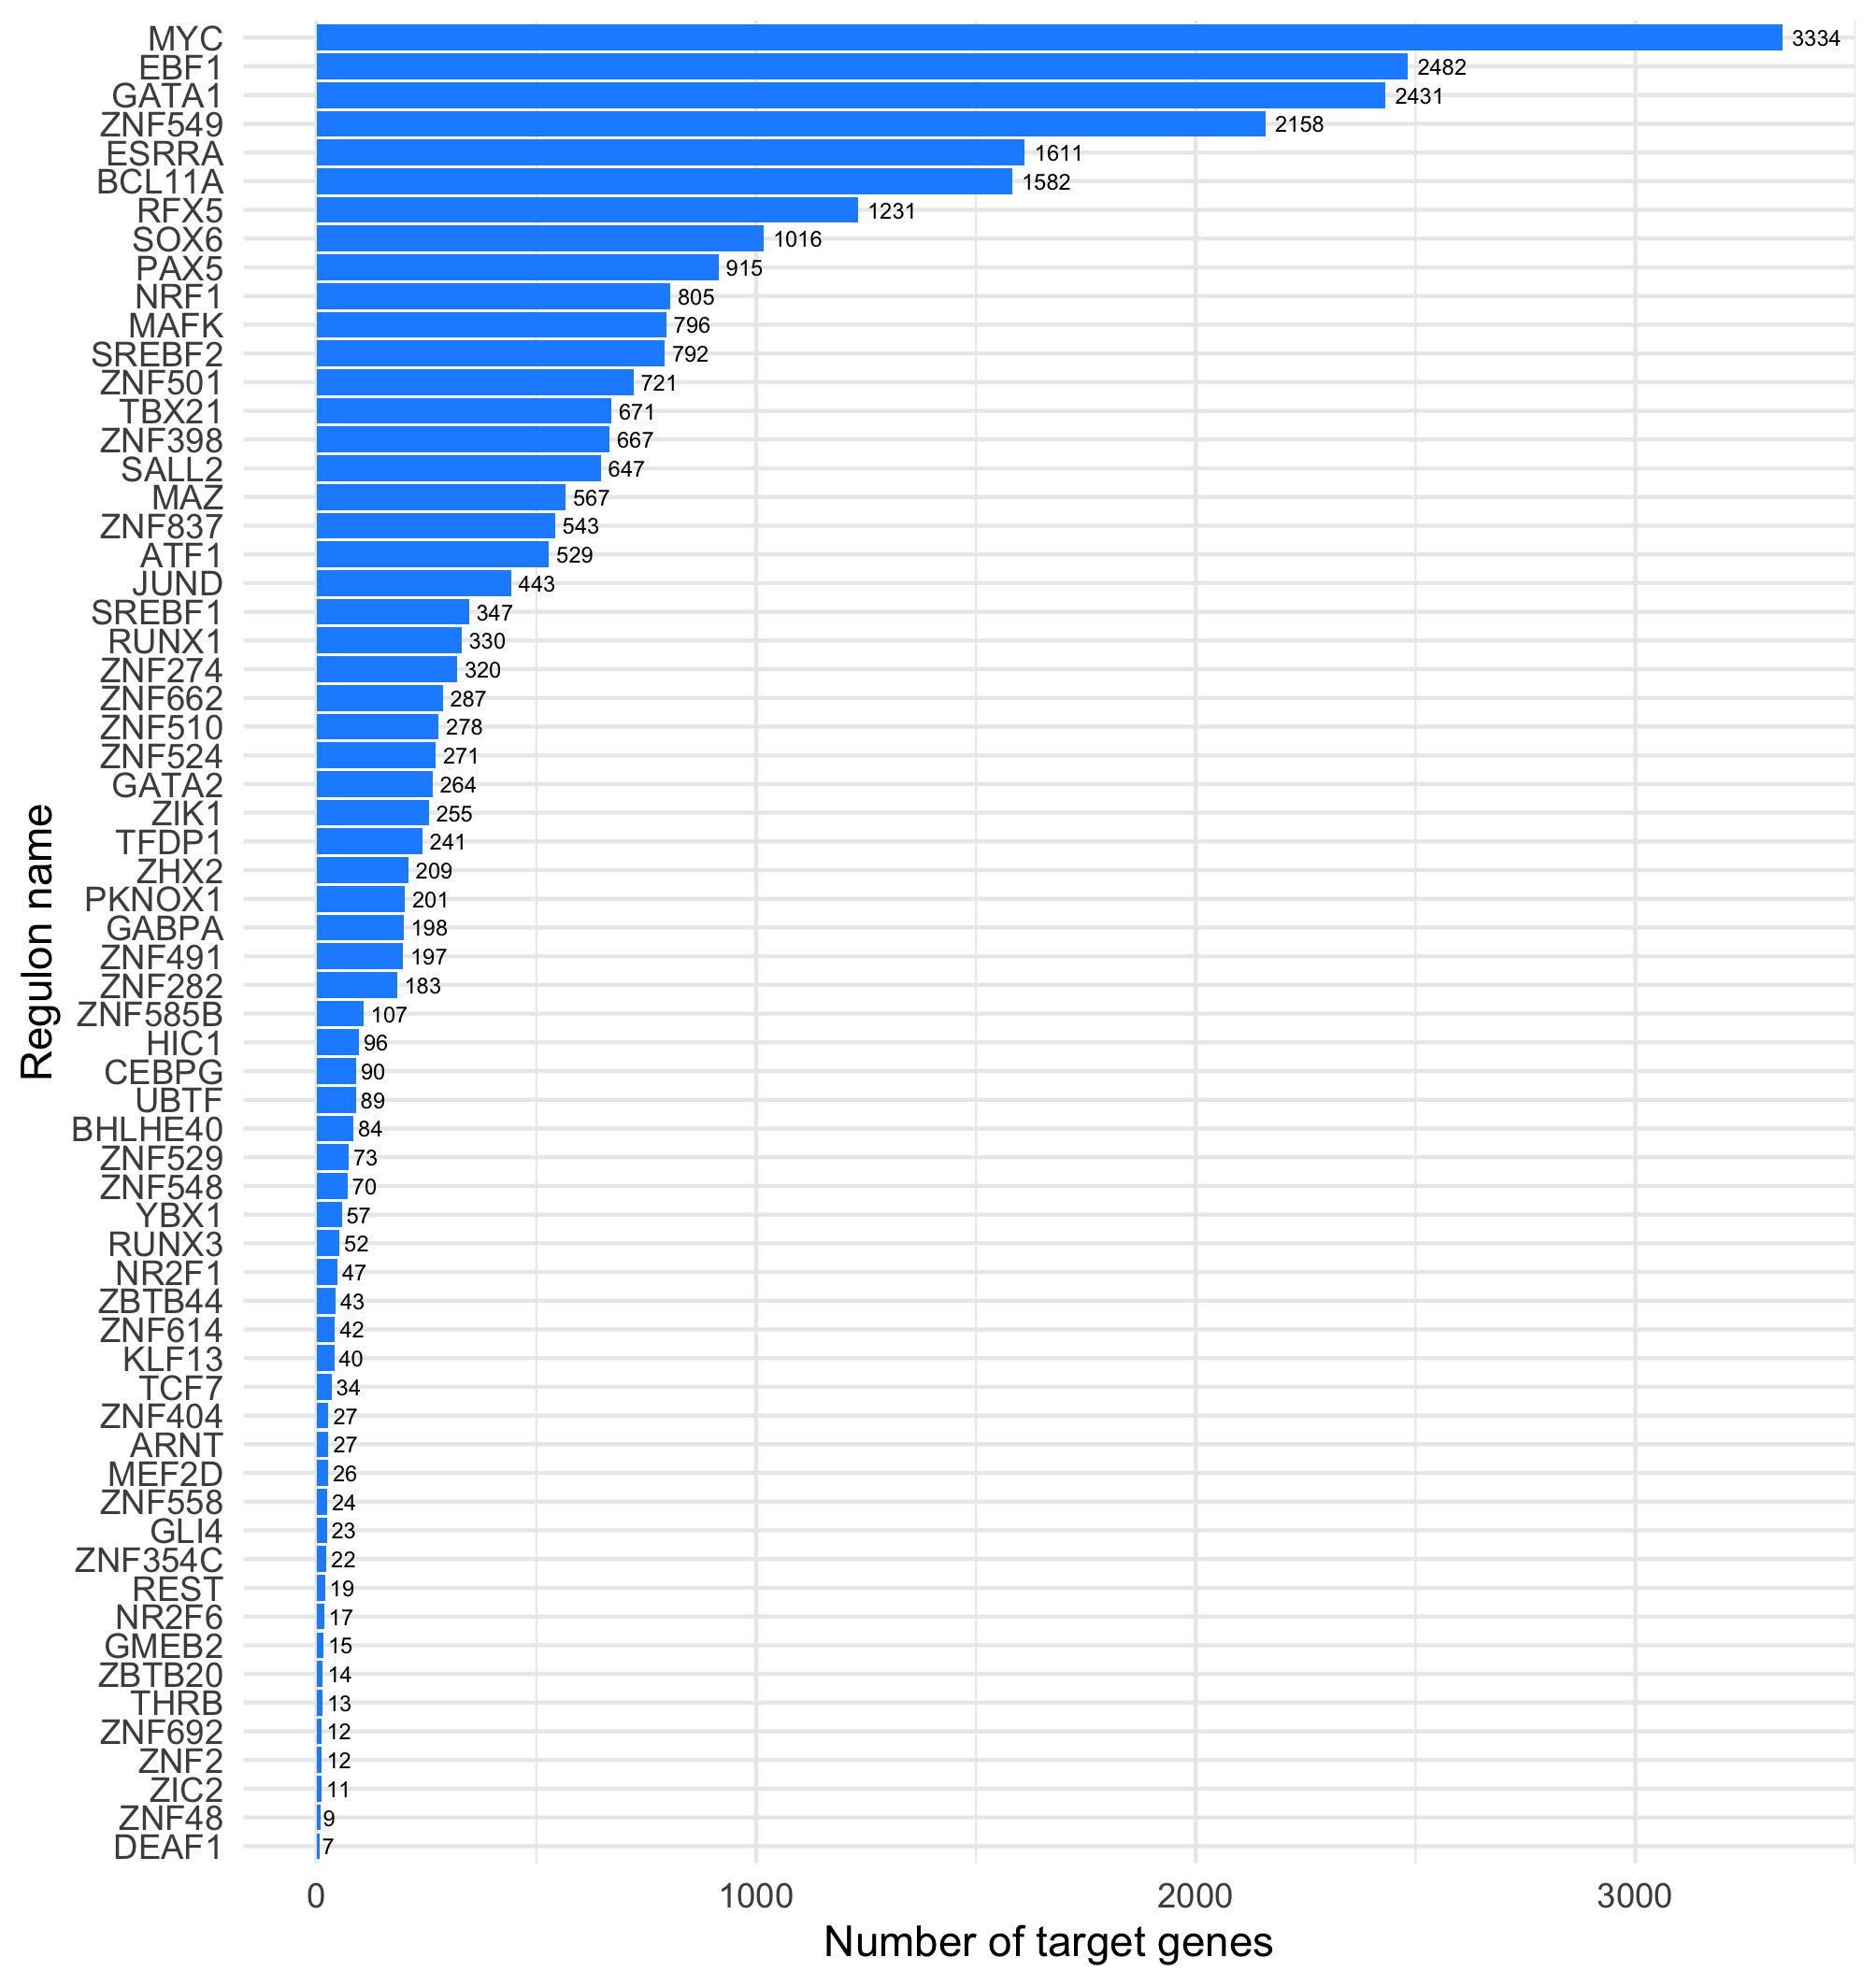 MYC 3334
EBF1 2482
GATA1 2431
ZNF549 2158
ESRRA 1611
BCL11A 1582
RFX5 1231
SOX6 1016
PAX5 915
NRF1 805
MAFK 796
SREBF2 792
ZNF501 721
TBX21 671
ZNF398 667
SALL2 647
MAZ 567
ZNF837 543
ATF1 529
JUND 443
SREBF1 347
RUNX1 330
ZNF274 320
ZNF662 287
ZNF510 278
ZNF524 271
GATA2 264
ZIK1 255
TFDP1 241
ZHX2 209
PKNOX1 201
GABPA 198
ZNF491 197
ZNF282 183
ZNF585B 107
HIC1 96
CEBPG 90
UBTF 89
BHLHE40 84
ZNF529 73
ZNF548 70
YBX1 57
RUNX3 52
NR2F1 47
ZBTB44 43
ZNF614 42
KLF13 40
TCF7 34
ZNF404 27
ARNT 27
MEF2D 26
ZNF558 24
GLI4 23
ZNF354C 22
REST 19
NR2F6 17
GMEB2 15
ZBTB20 14
THRB 13
ZNF692 12
ZNF2 12
ZIC2 11
ZNF48 9
DEAF1 7
Regulon name
0 1000 2000 3000
Number of target genes